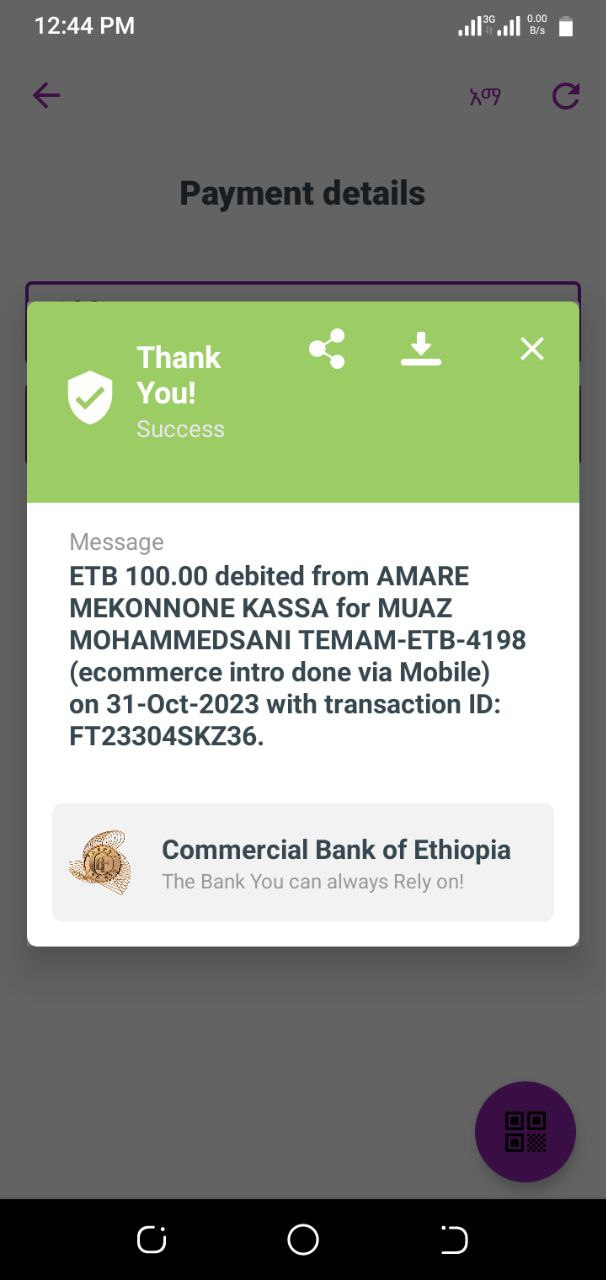 12:44 PM
3G
0.00
B/s
አማ
Payment details
Thank
You!
Success
Message
ETB 100.00 debited from AMARE
MEKONNONE KASSA for MUAZ
MOHAMMEDSANI TEMAM-ETB-4198
(ecommerce intro done via Mobile)
on 31-Oct-2023 with transaction ID:
FT23304SKZ36.
Commercial Bank of Ethiopia
The Bank You can always Rely on!